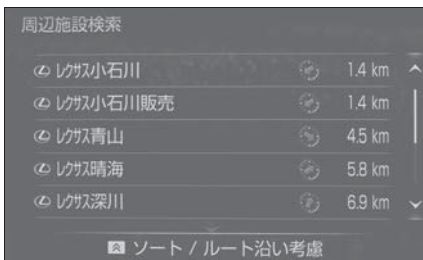 周辺施設検索
レクサス小石川 1.4 km
レクサス小石川販売 1.4 km
レクサス青山 4.5 km
レクサス晴海 5.8 km
レクサス深川 6.9 km
ソート / ルート沿い考慮